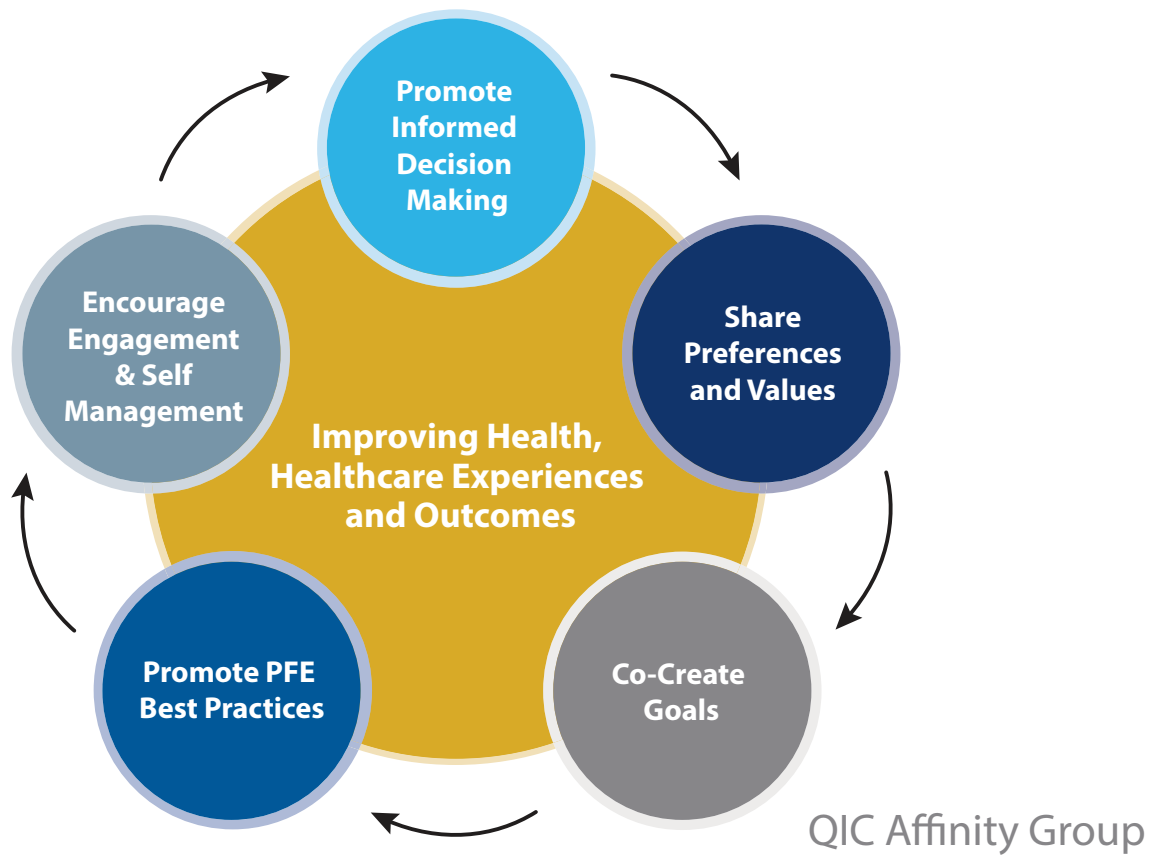 Promote
Informed
Decision
Making
Share
Preferences
and Values
Co-Create
Goals
Promote PFE
Best Practices
Encourage
Engagement
& Self
Management
Improving Health,
Healthcare Experiences
and Outcomes
QIC Affinity Group